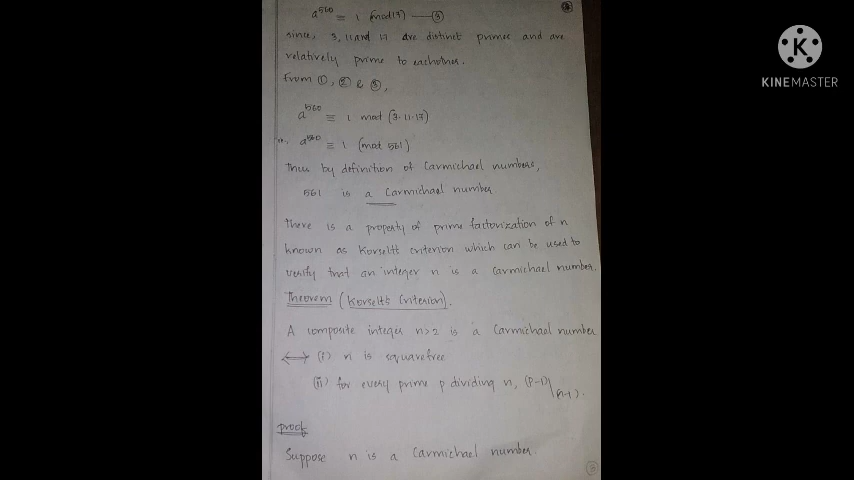 a^560 ≡ 1 (mod 17) — ③
since, 3, 11 and 17 are distinct primes and are
relatively prime to eachother.
From ①, ② & ③,
a^560 ≡ 1 mod (3·11·17)
ie., a^560 ≡ 1 (mod 561)
Thus by definition of Carmichael numbers,
561 is a Carmichael number
There is a property of prime factorization of n
known as Korselt's criterion which can be used to
verify that an integer n is a carmichael number.
Theorem (Korselt's Criterion).
A composite integer n>2 is a Carmichael number
⟷ (i) n is squarefree
(ii) for every prime p dividing n, (p-1)|(n-1).
proof
Suppose n is a Carmichael number.
K
KINEMASTER